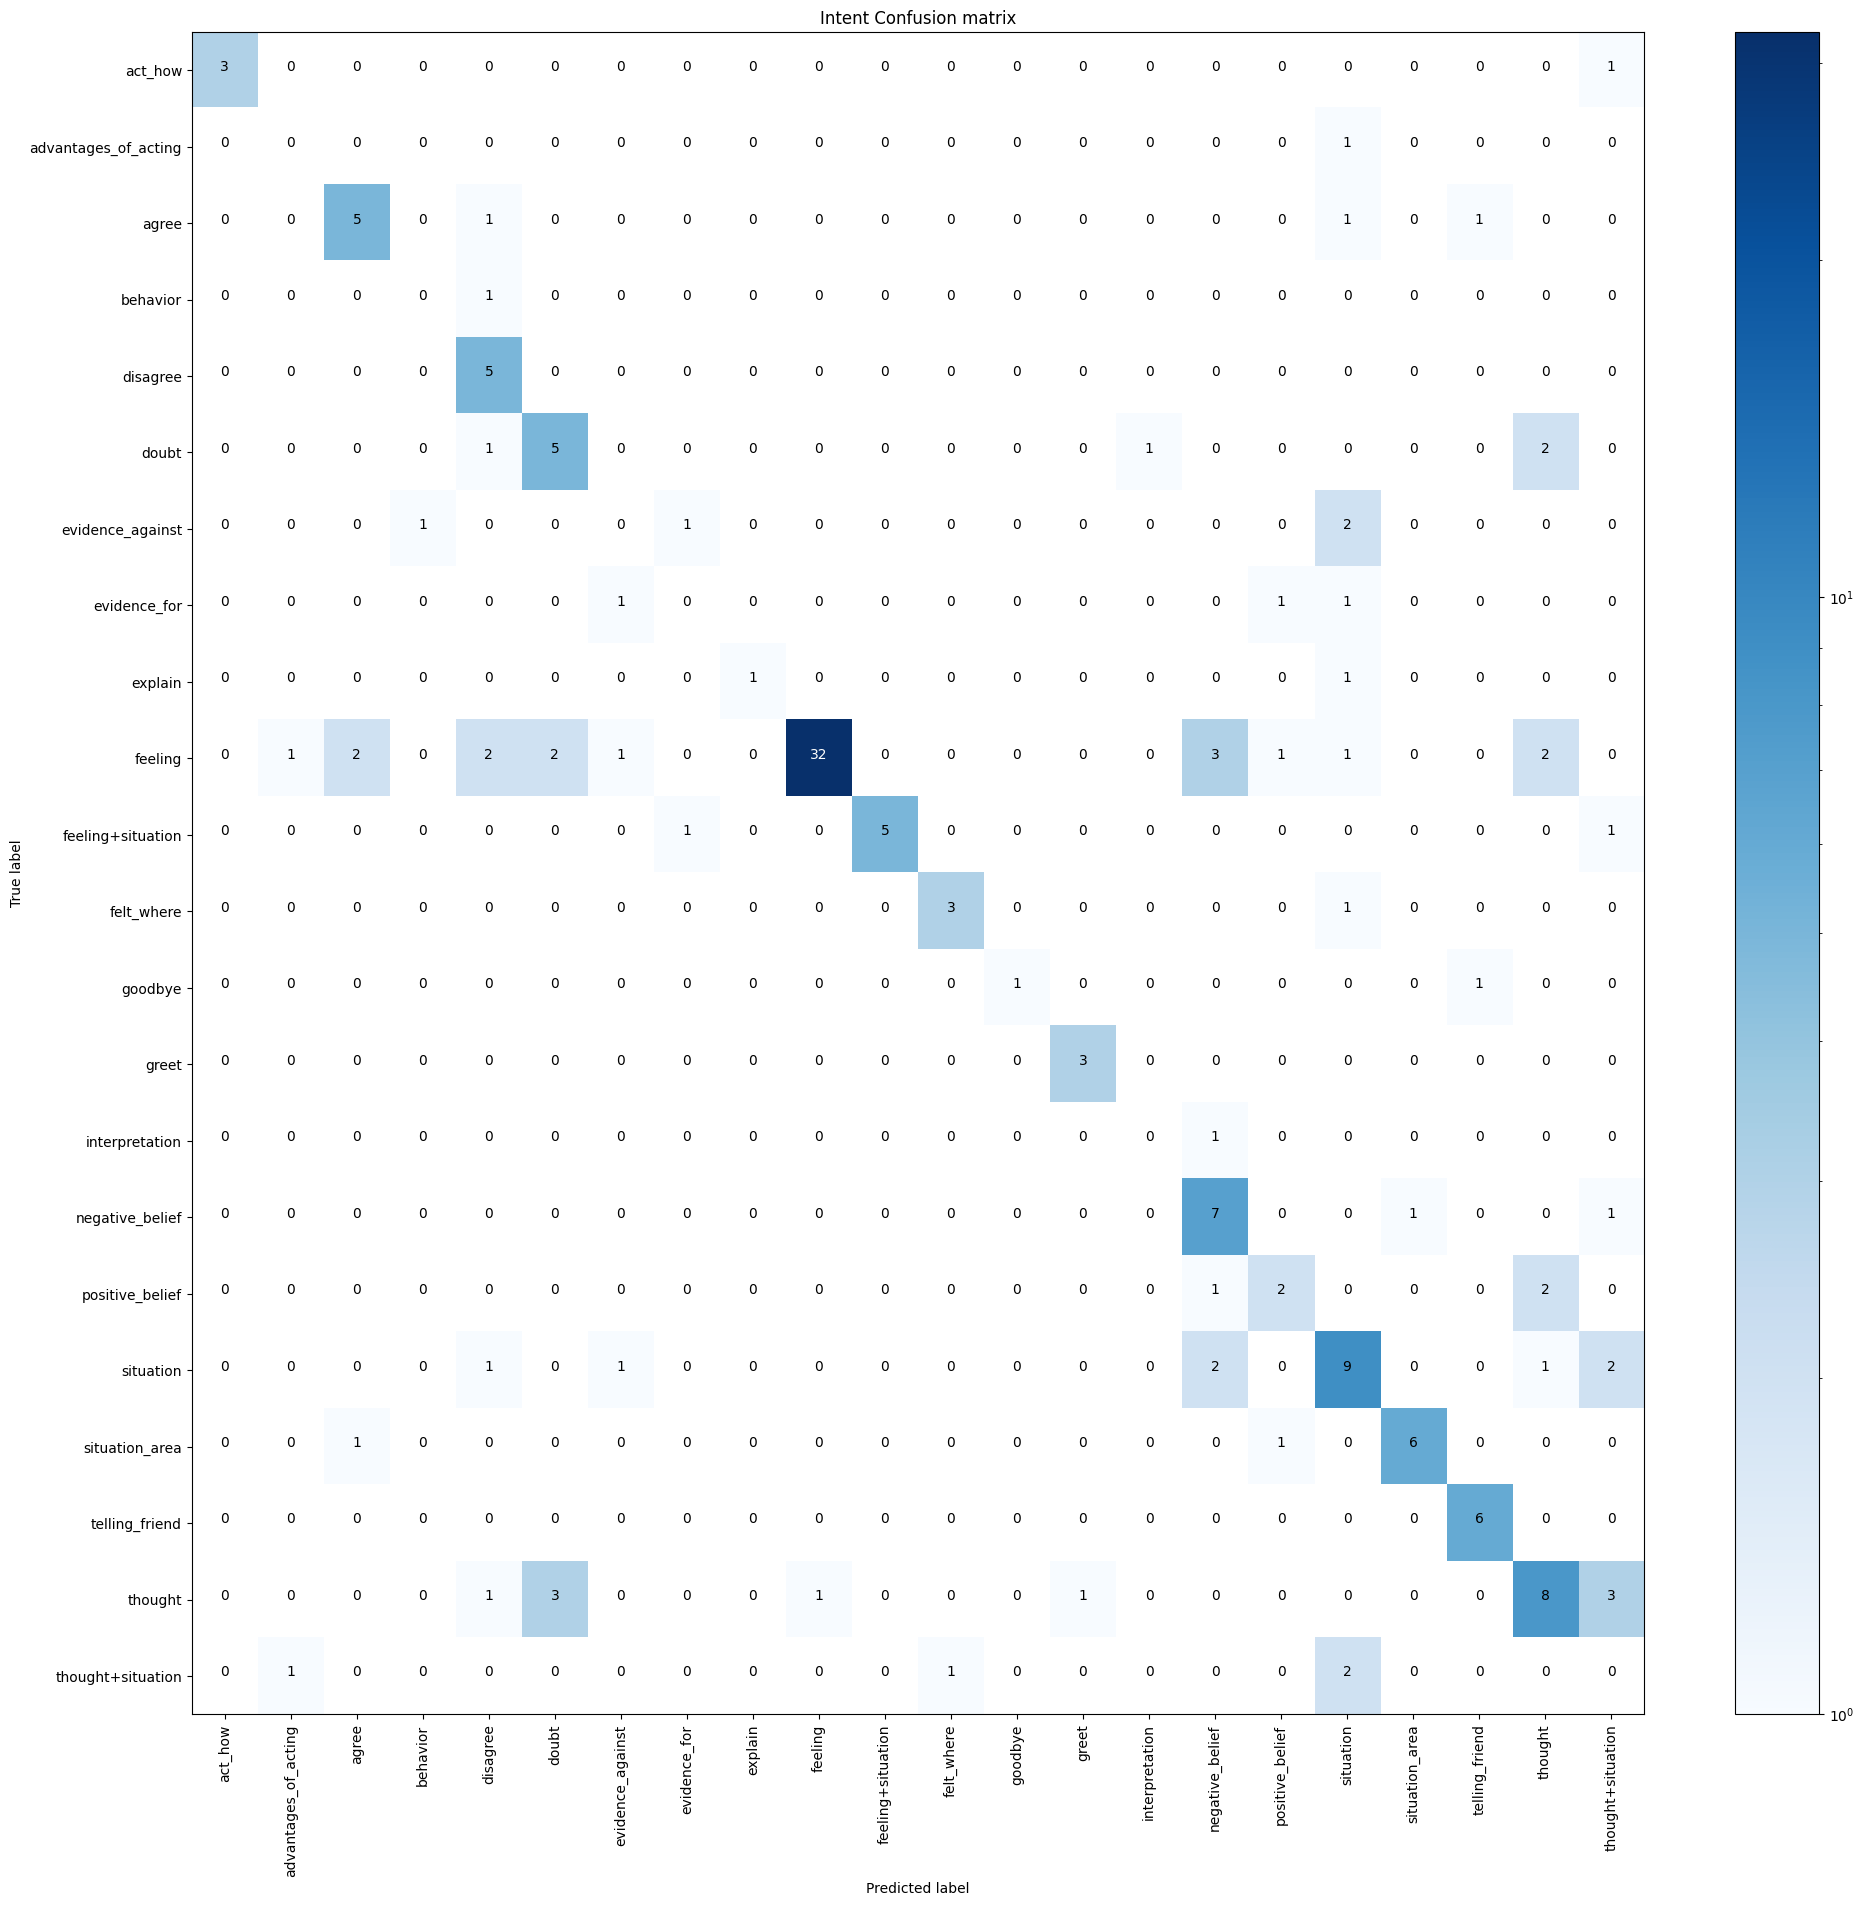 Intent Confusion matrix
act_how 3 0 0 0 0 0 0 0 0 0 0 0 0 0 0 0 0 0 0 0 0 1
advantages_of_acting 0 0 0 0 0 0 0 0 0 0 0 0 0 0 0 0 0 1 0 0 0 0
agree 0 0 5 0 1 0 0 0 0 0 0 0 0 0 0 0 0 1 0 1 0 0
behavior 0 0 0 0 1 0 0 0 0 0 0 0 0 0 0 0 0 0 0 0 0 0
disagree 0 0 0 0 5 0 0 0 0 0 0 0 0 0 0 0 0 0 0 0 0 0
doubt 0 0 0 0 1 5 0 0 0 0 0 0 0 0 1 0 0 0 0 0 2 0
evidence_against 0 0 0 1 0 0 0 1 0 0 0 0 0 0 0 0 0 2 0 0 0 0
evidence_for 0 0 0 0 0 0 1 0 0 0 0 0 0 0 0 0 1 1 0 0 0 0
explain 0 0 0 0 0 0 0 0 1 0 0 0 0 0 0 0 0 1 0 0 0 0
feeling 0 1 2 0 2 2 1 0 0 32 0 0 0 0 0 3 1 1 0 0 2 0
feeling+situation 0 0 0 0 0 0 0 1 0 0 5 0 0 0 0 0 0 0 0 0 0 1
felt_where 0 0 0 0 0 0 0 0 0 0 0 3 0 0 0 0 0 1 0 0 0 0
goodbye 0 0 0 0 0 0 0 0 0 0 0 0 1 0 0 0 0 0 0 1 0 0
greet 0 0 0 0 0 0 0 0 0 0 0 0 0 3 0 0 0 0 0 0 0 0
interpretation 0 0 0 0 0 0 0 0 0 0 0 0 0 0 0 1 0 0 0 0 0 0
negative_belief 0 0 0 0 0 0 0 0 0 0 0 0 0 0 0 7 0 0 1 0 0 1
positive_belief 0 0 0 0 0 0 0 0 0 0 0 0 0 0 0 1 2 0 0 0 2 0
situation 0 0 0 0 1 0 1 0 0 0 0 0 0 0 0 2 0 9 0 0 1 2
situation_area 0 0 1 0 0 0 0 0 0 0 0 0 0 0 0 0 1 0 6 0 0 0
telling_friend 0 0 0 0 0 0 0 0 0 0 0 0 0 0 0 0 0 0 0 6 0 0
thought 0 0 0 0 1 3 0 0 0 1 0 0 0 1 0 0 0 0 0 0 8 3
thought+situation 0 1 0 0 0 0 0 0 0 0 0 1 0 0 0 0 0 2 0 0 0 0
True label
act_how
advantages_of_acting
agree
behavior
disagree
doubt
evidence_against
evidence_for
explain
feeling
feeling+situation
felt_where
goodbye
greet
interpretation
negative_belief
positive_belief
situation
situation_area
telling_friend
thought
thought+situation
Predicted label
10¹
10⁰